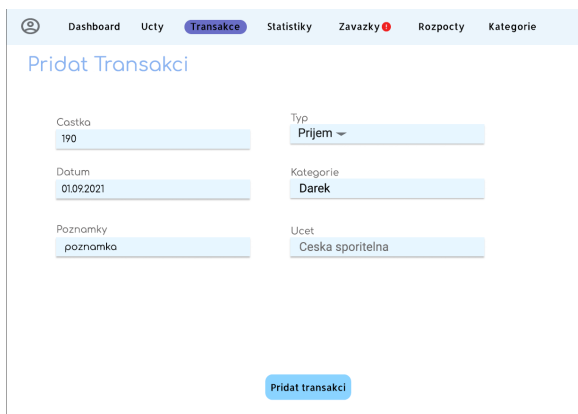 Dashboard Ucty Transakce Statistiky Zavazky Rozpocty Kategorie
Pridat Transakci
Castka
190
Typ
Prijem
Datum
01.09.2021
Kategorie
Darek
Poznamky
poznamka
Ucet
Ceska sporitelna
Pridat transakci